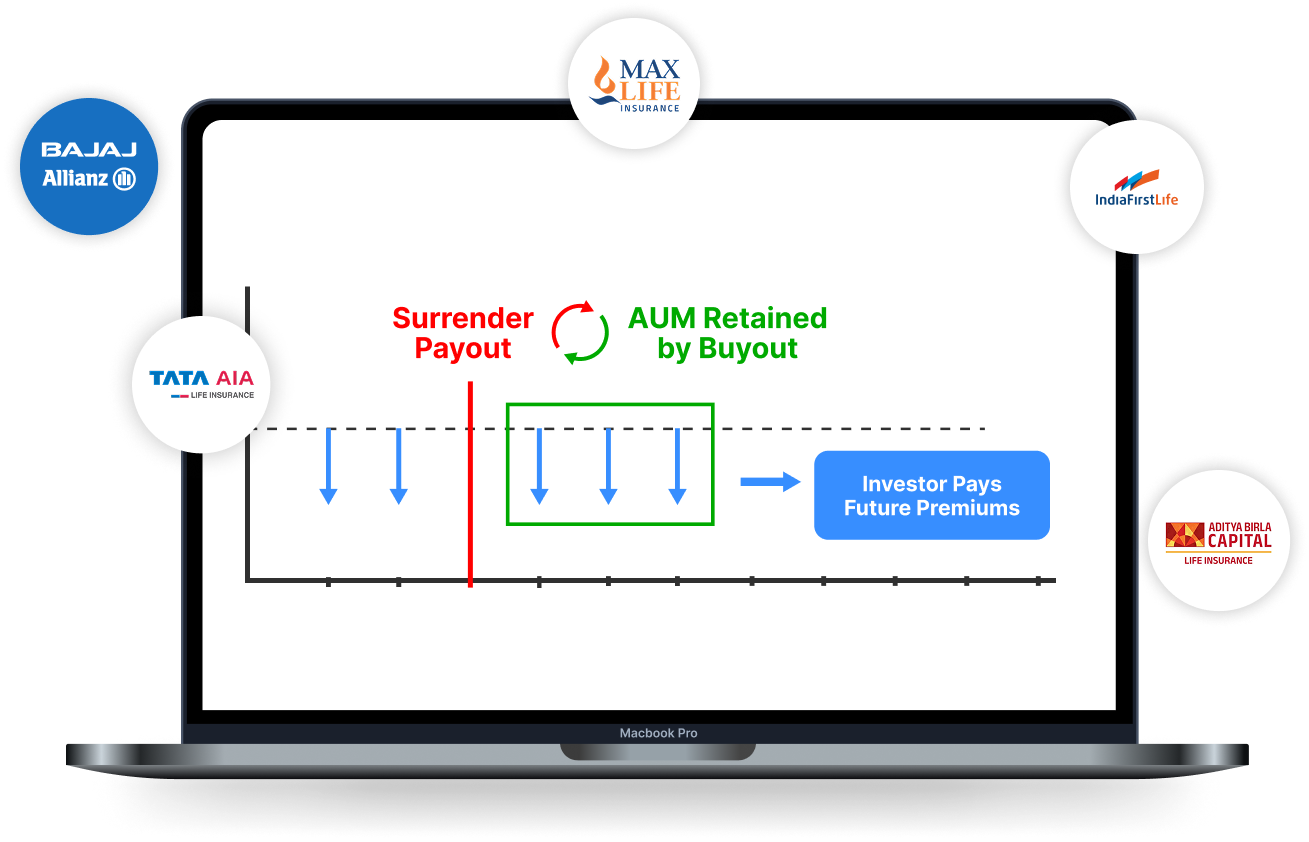 MAX
LIFE
INSURANCE
BAJAJ
Allianz
IndiaFirstLife
Surrender
Payout
AUM Retained
by Buyout
TATA AIA
LIFE INSURANCE
Investor Pays
Future Premiums
ADITYA BIRLA
CAPITAL
LIFE INSURANCE
Macbook Pro